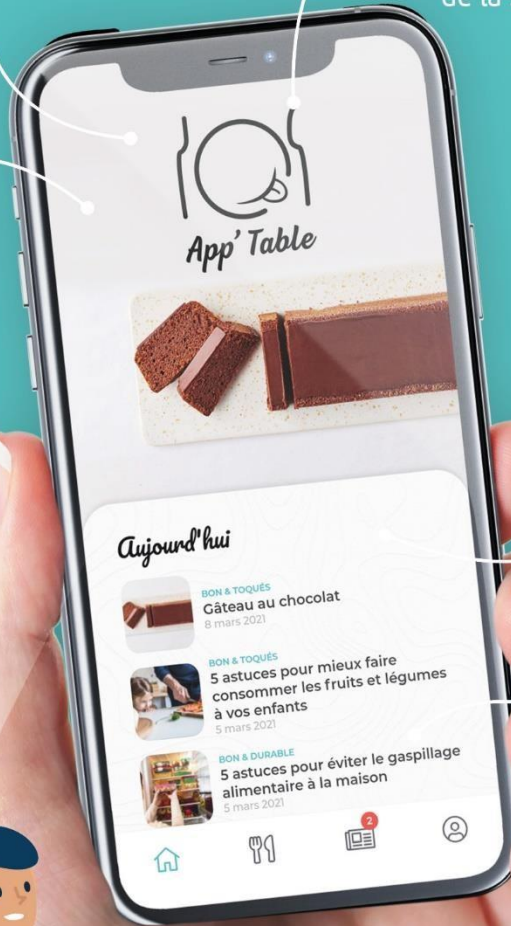 de la
App' Table
Aujourd'hui
BON & TOQUÉS
Gâteau au chocolat
8 mars 2021
BON & TOQUÉS
5 astuces pour mieux faire
consommer les fruits et légumes
à vos enfants
5 mars 2021
BON & DURABLE
5 astuces pour éviter le gaspillage
alimentaire à la maison
5 mars 2021
2